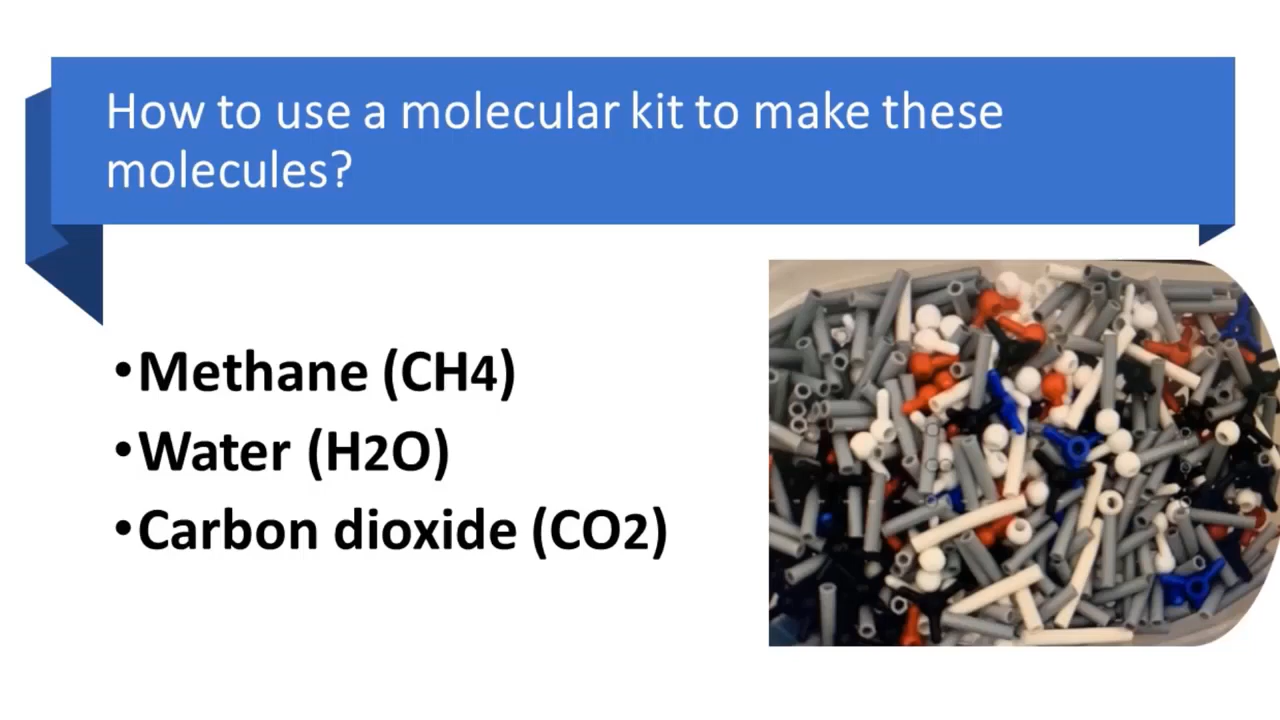 How to use a molecular kit to make these
molecules?
•Methane (CH4)
•Water (H2O)
•Carbon dioxide (CO2)